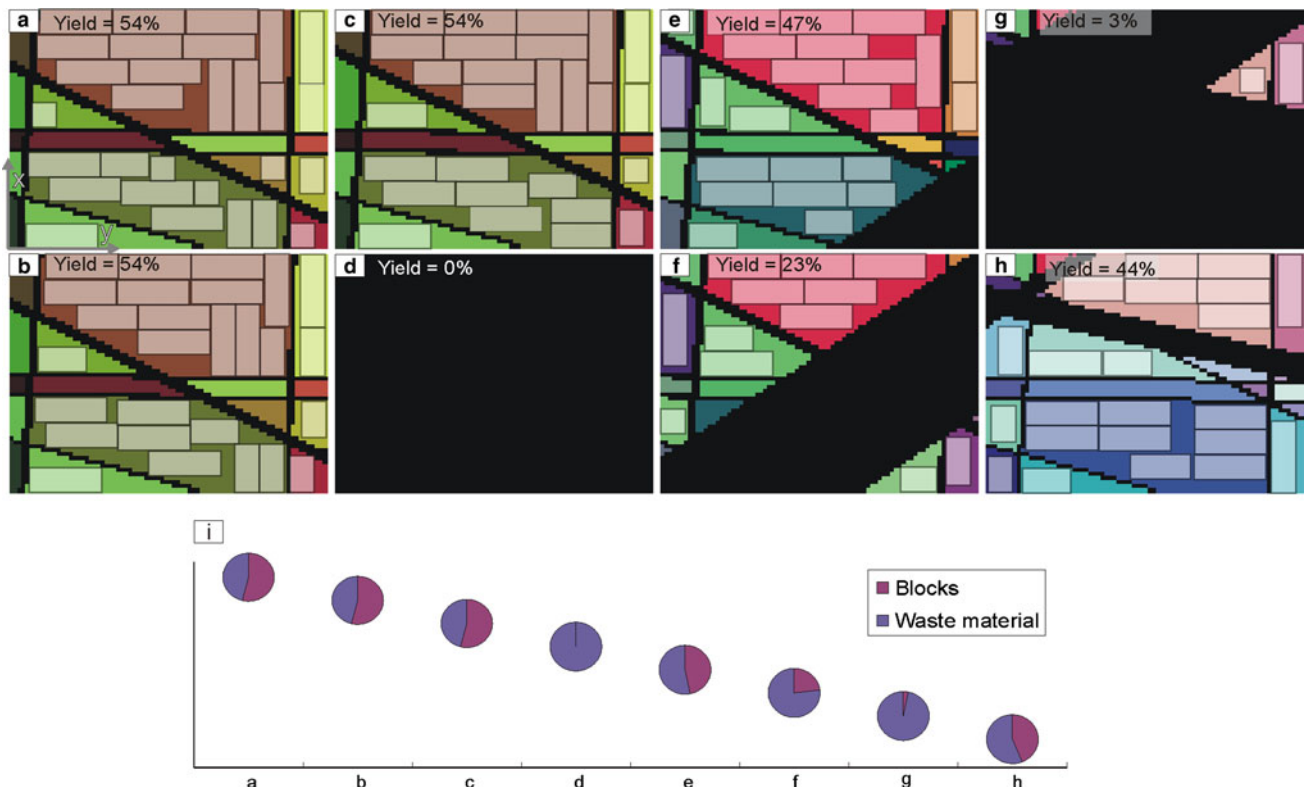 a Yield = 54%
c Yield = 54%
e Yield = 47%
g Yield = 3%
x
y
b Yield = 54%
d Yield = 0%
f Yield = 23%
h Yield = 44%
i
Blocks
Waste material
a b c d e f g h